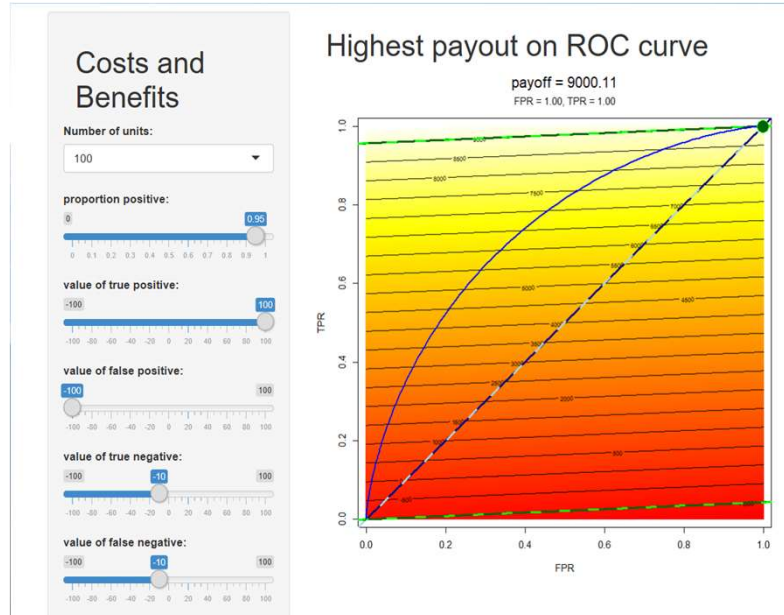 Costs and
Benefits
Number of units:
100
proportion positive:
0 0.95
0 0.1 0.2 0.3 0.4 0.5 0.6 0.7 0.8 0.9 1
value of true positive:
-100 100
-100 -80 -60 -40 -20 0 20 40 60 80 100
value of false positive:
-100 100
-100 -80 -60 -40 -20 0 20 40 60 80 100
value of true negative:
-100 -10 100
-100 -80 -60 -40 -20 0 20 40 60 80 100
value of false negative:
-100 -10 100
-100 -80 -60 -40 -20 0 20 40 60 80 100
Highest payout on ROC curve
payoff = 9000.11
FPR = 1.00, TPR = 1.00
TPR
1.0
0.8
0.6
0.4
0.2
0.0
8000
7000
5000
4500
4000
2000
0.0 0.2 0.4 0.6 0.8 1.0
FPR